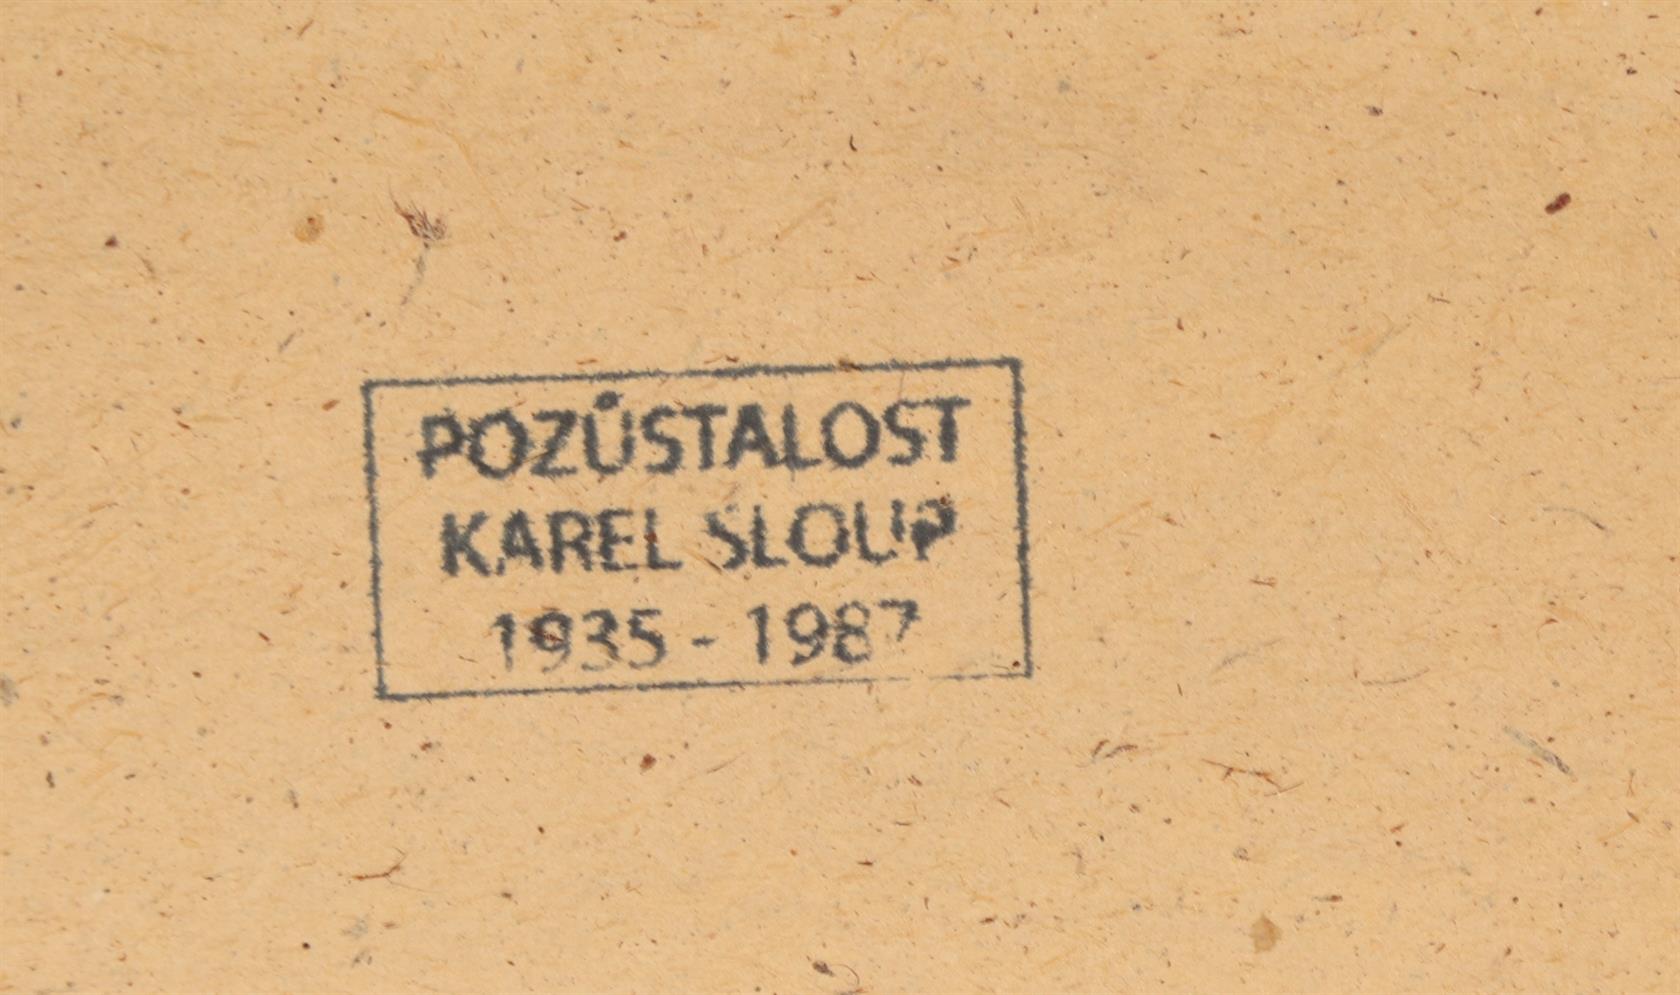 POZŮSTALOST
KAREL SLOUP
1935 - 1987